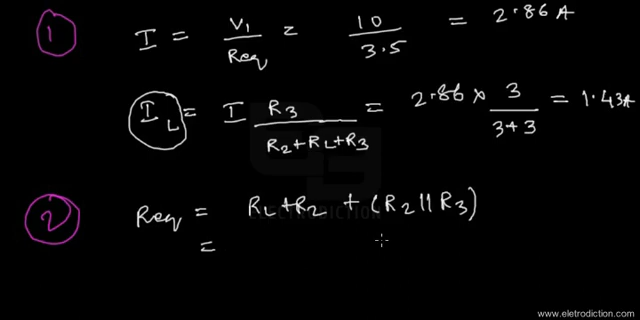 1 I = V1 / Req = 10 / 3.5 = 2.86 A
IL = I R3 / R2+RL+R3 = 2.86 × 3 / 3+3 = 1.43A
2 Req = RL+R2 + (R2 || R3)
=
ELECTRODICTION
www.eletrodiction.com